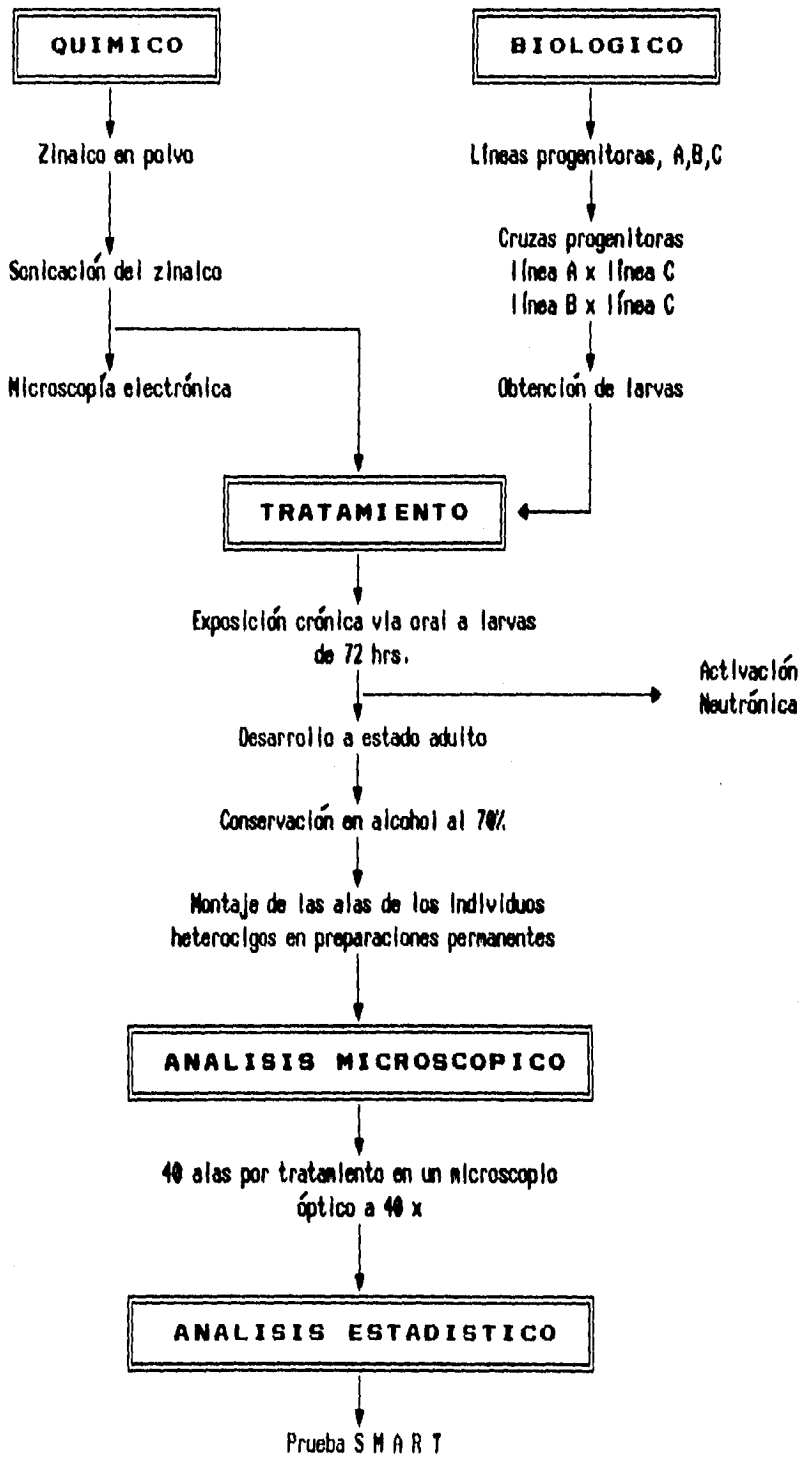 QUIMICO
BIOLOGICO
Zinalco en polvo
Líneas progenitoras, A,B,C
Sonicación del zinalco
Cruzas progenitoras
línea A x línea C
línea B x línea C
Microscopía electrónica
Obtención de larvas
TRATAMIENTO
Exposición crónica via oral a larvas
de 72 hrs.
Activación
Neutrónica
Desarrollo a estado adulto
Conservación en alcohol al 70%
Montaje de las alas de los individuos
heterocigos en preparaciones permanentes
ANALISIS MICROSCOPICO
40 alas por tratamiento en un microscopio
óptico a 40 x
ANALISIS ESTADISTICO
Prueba S M A R T